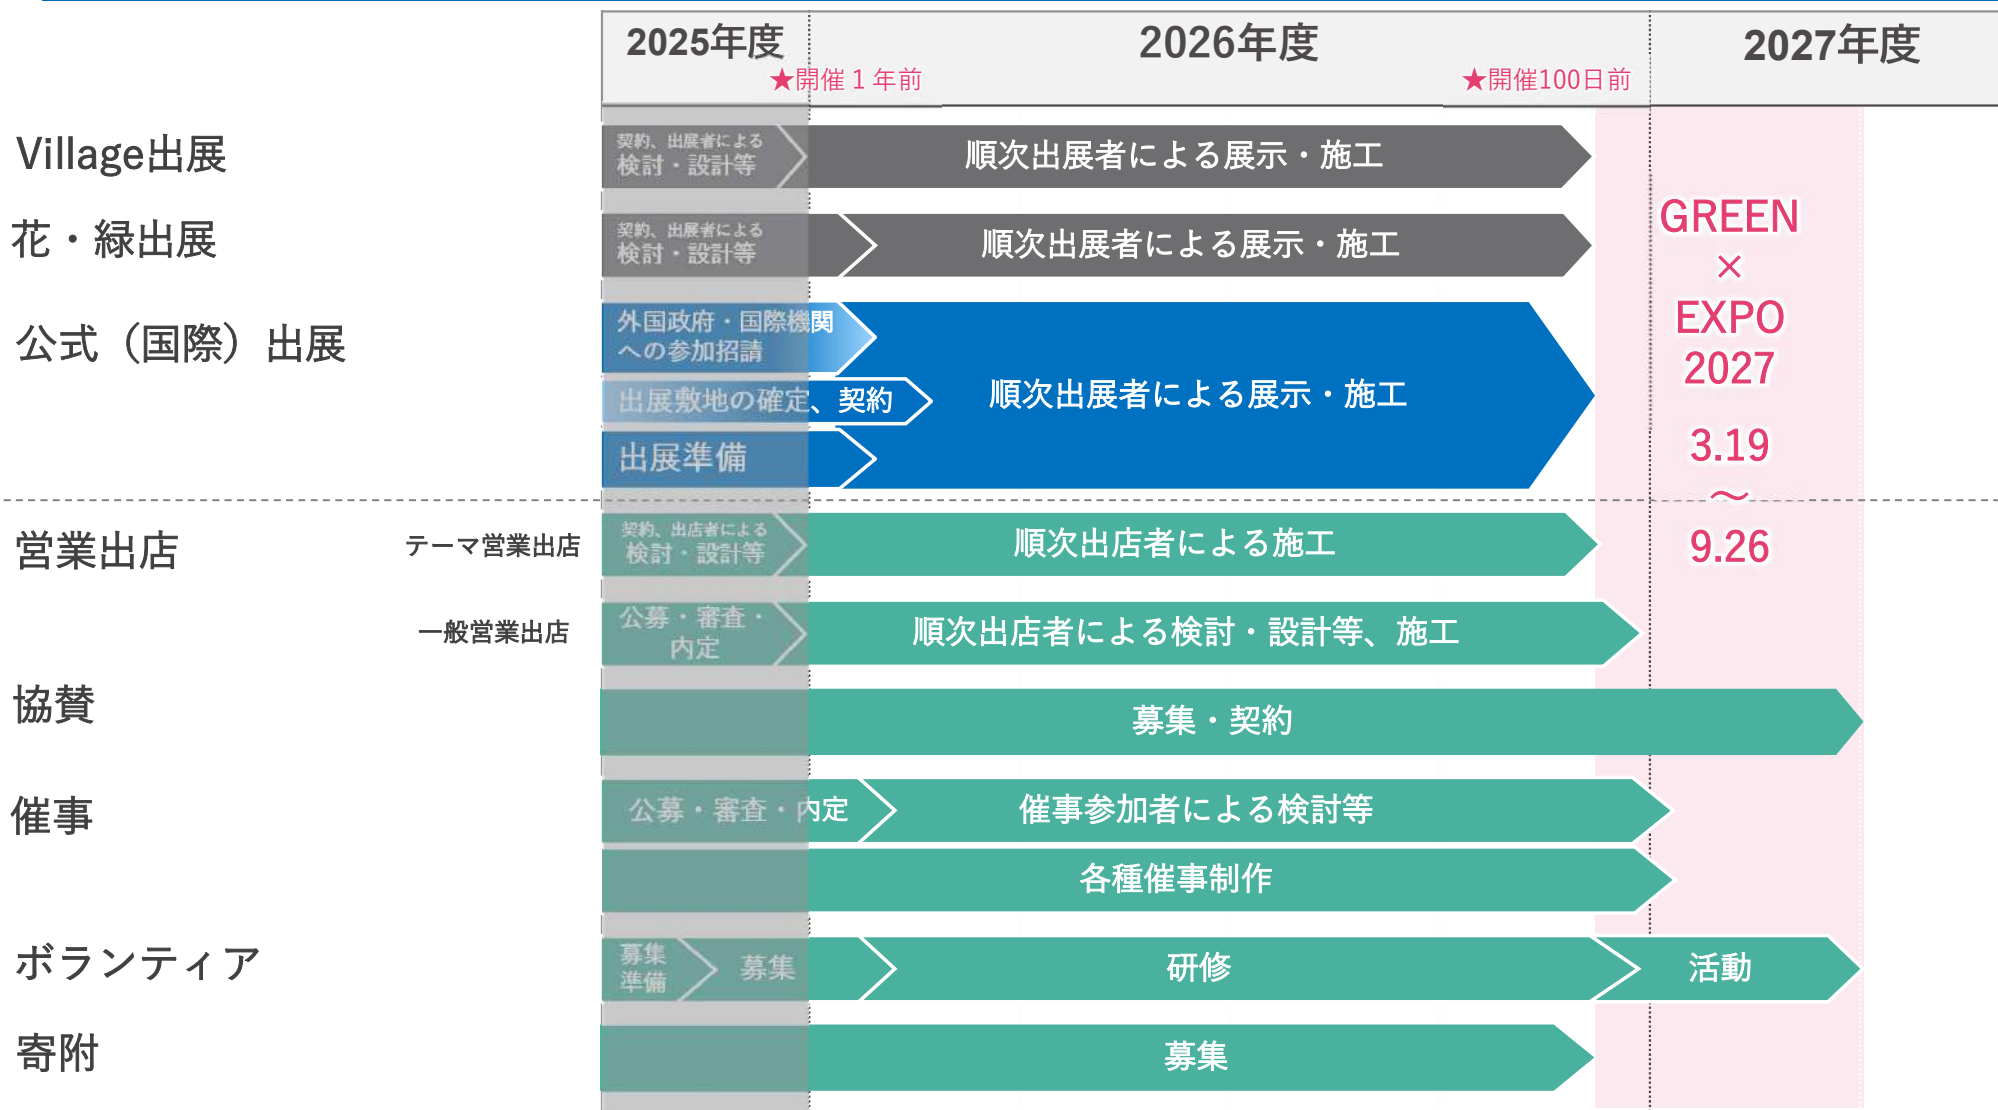 2025年度
2026年度
2027年度
★開催１年前
★開催100日前
Village出展
契約、出展者による
検討・設計等
順次出展者による展示・施工
花・緑出展
契約、出展者による
検討・設計等
順次出展者による展示・施工
公式（国際）出展
外国政府・国際機関
への参加招請
出展敷地の確定、契約
出展準備
順次出展者による展示・施工
GREEN
×
EXPO
2027
3.19
～
9.26
営業出店
テーマ営業出店
契約、出店者による
検討・設計等
順次出店者による施工
一般営業出店
公募・審査・
内定
順次出店者による検討・設計等、施工
協賛
募集・契約
催事
公募・審査・内定
催事参加者による検討等
各種催事制作
ボランティア
募集
準備
募集
研修
活動
寄附
募集